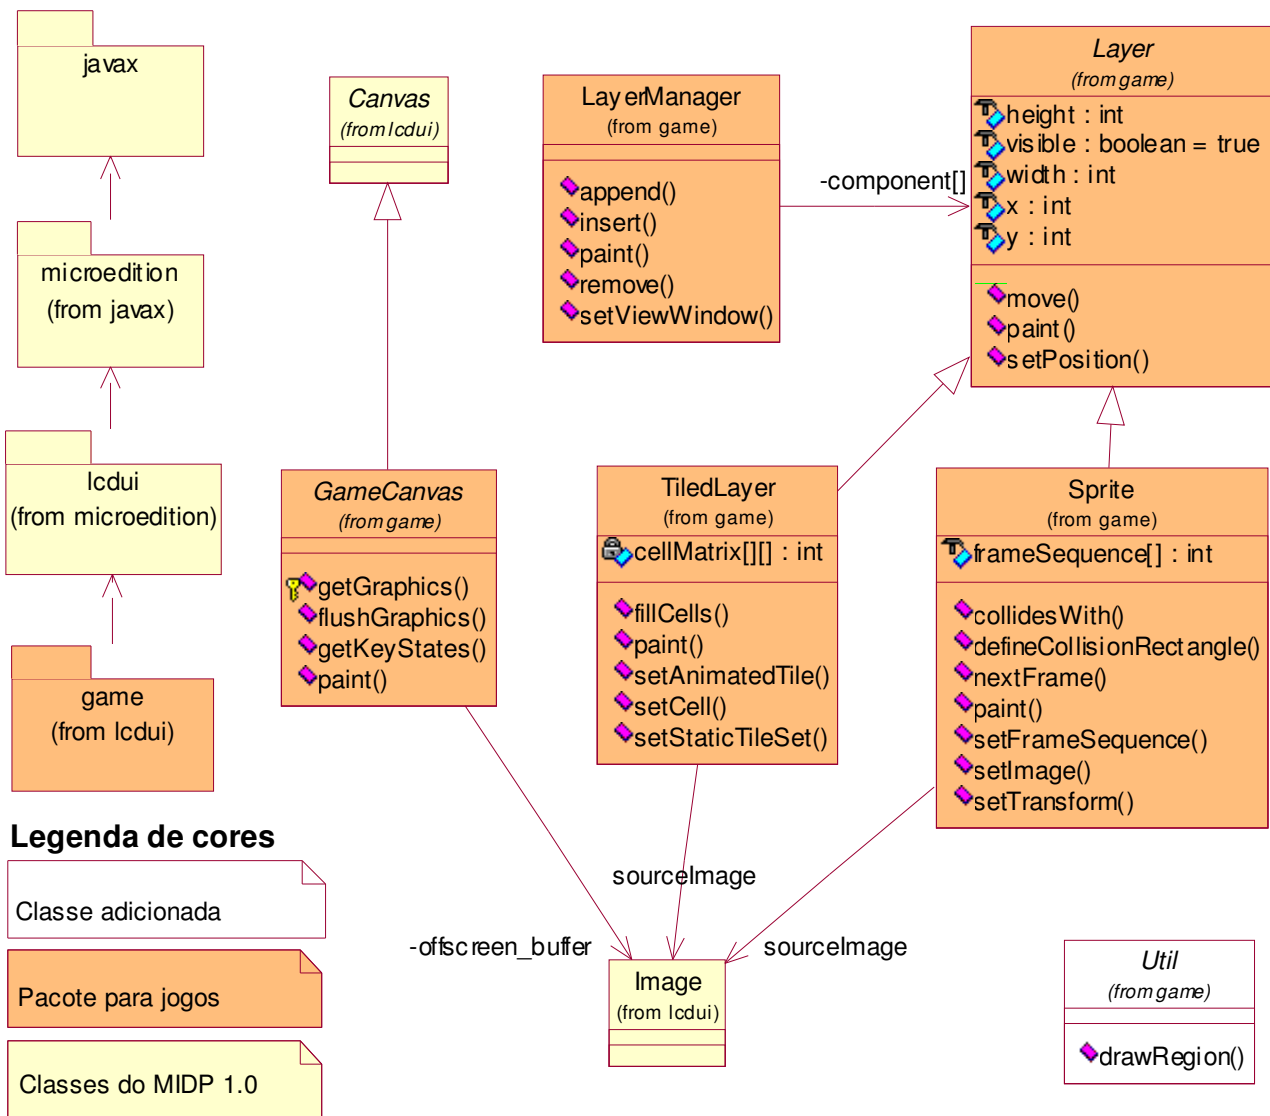 javax
microedition
(from javax)
lcdui
(from microedition)
game
(from lcdui)
Canvas
(from lcdui)
GameCanvas
(from game)
getGraphics()
flushGraphics()
getKeyStates()
paint()
LayerManager
(from game)
append()
insert()
paint()
remove()
setViewWindow()
-component[]
Layer
(from game)
height : int
visible : boolean = true
width : int
x : int
y : int
move()
paint()
setPosition()
TiledLayer
(from game)
cellMatrix[][] : int
fillCells()
paint()
setAnimatedTile()
setCell()
setStaticTileSet()
Sprite
(from game)
frameSequence[] : int
collidesWith()
defineCollisionRectangle()
nextFrame()
paint()
setFrameSequence()
setImage()
setTransform()
sourceImage
-offscreen_buffer
sourceImage
Image
(from lcdui)
Util
(from game)
drawRegion()
Legenda de cores
Classe adicionada
Pacote para jogos
Classes do MIDP 1.0